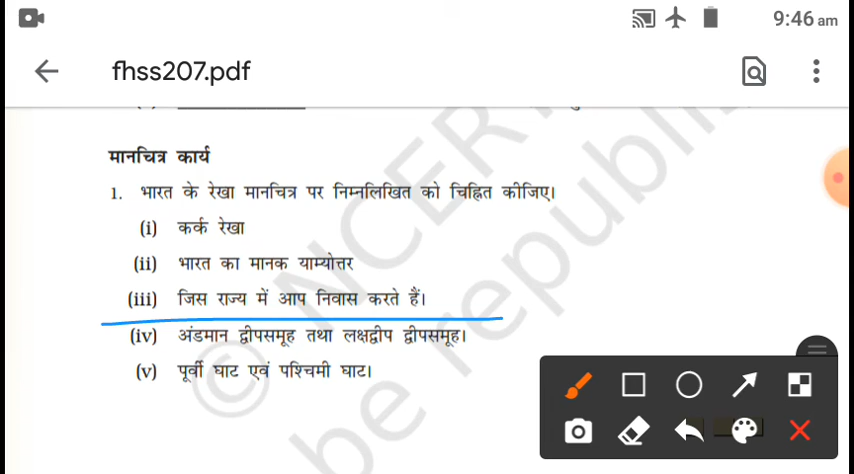 9:46 am
fhss207.pdf
मानचित्र कार्य
1. भारत के रेखा मानचित्र पर निम्नलिखित को चिह्नित कीजिए।
(i) कर्क रेखा
(ii) भारत का मानक याम्योत्तर
(iii) जिस राज्य में आप निवास करते हैं।
(iv) अंडमान द्वीपसमूह तथा लक्षद्वीप द्वीपसमूह।
(v) पूर्वी घाट एवं पश्चिमी घाट।
© NCERT
be republi